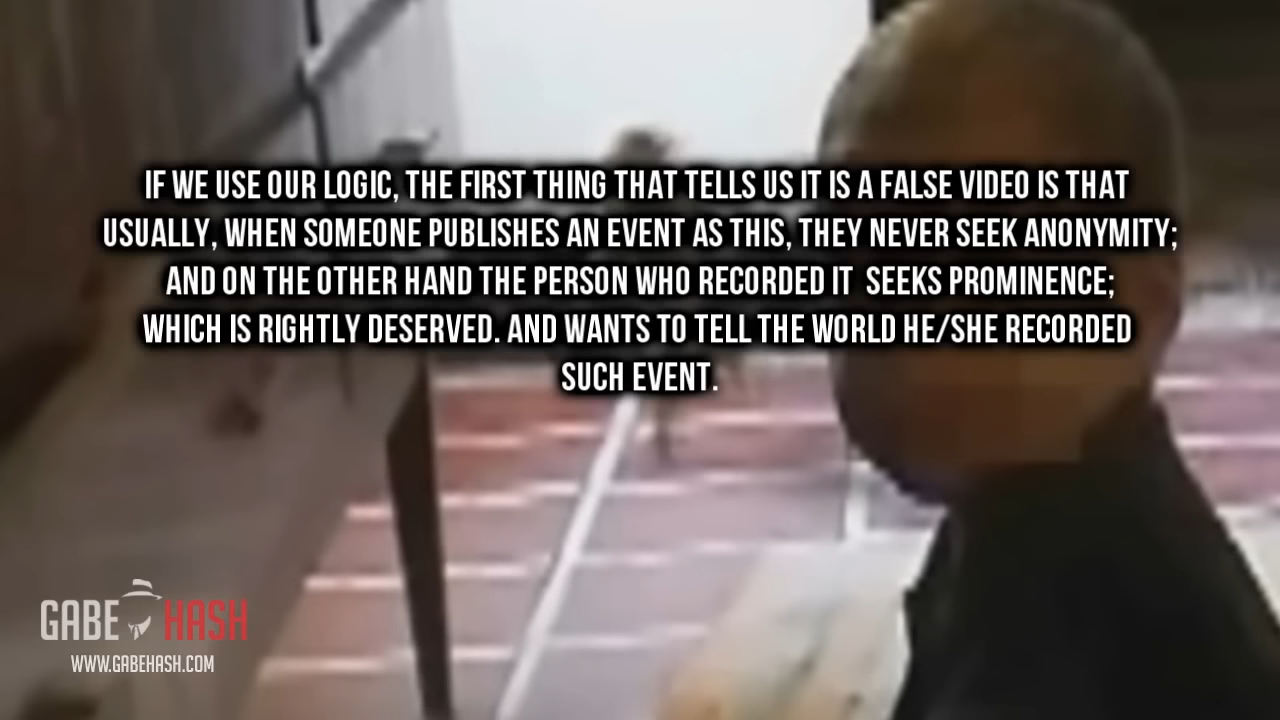 IF WE USE OUR LOGIC, THE FIRST THING THAT TELLS US IT IS A FALSE VIDEO IS THAT
USUALLY, WHEN SOMEONE PUBLISHES AN EVENT AS THIS, THEY NEVER SEEK ANONYMITY;
AND ON THE OTHER HAND THE PERSON WHO RECORDED IT SEEKS PROMINENCE;
WHICH IS RIGHTLY DESERVED. AND WANTS TO TELL THE WORLD HE/SHE RECORDED
SUCH EVENT.
GABE HASH
WWW.GABEHASH.COM